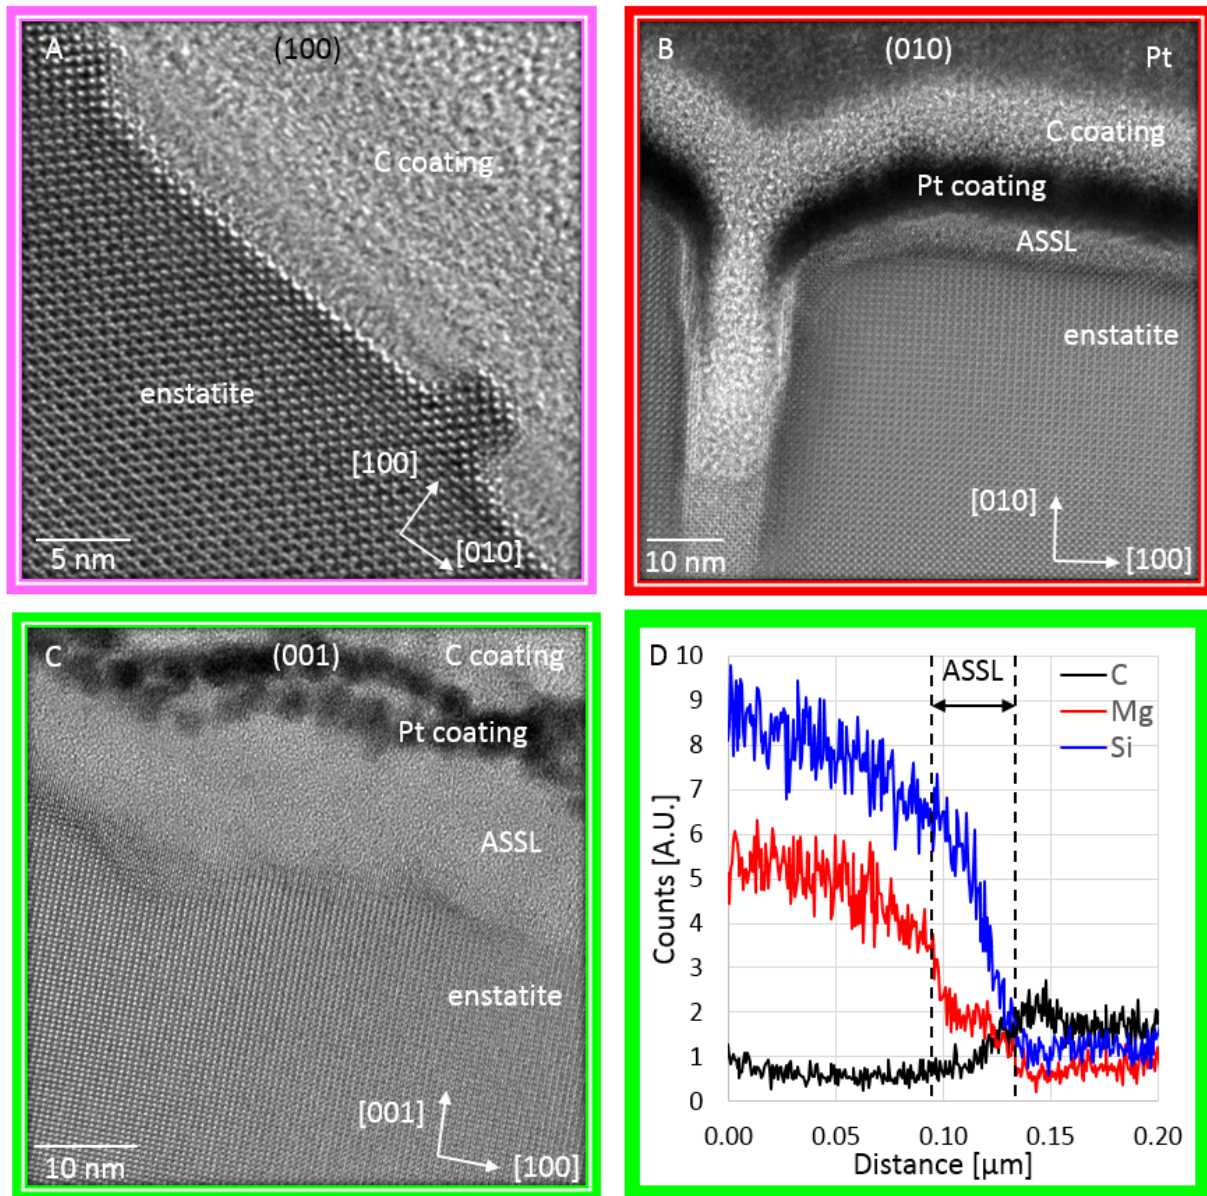 A (100)
C coating
enstatite
[100]
[010]
5 nm
B (010) Pt
C coating
Pt coating
ASSL
enstatite
[010]
[100]
10 nm
C (001) C coating
Pt coating
ASSL
enstatite
[001]
[100]
10 nm
D
ASSL
C
Mg
Si
Counts [A.U.]
10
9
8
7
6
5
4
3
2
1
0
0.00 0.05 0.10 0.15 0.20
Distance [µm]